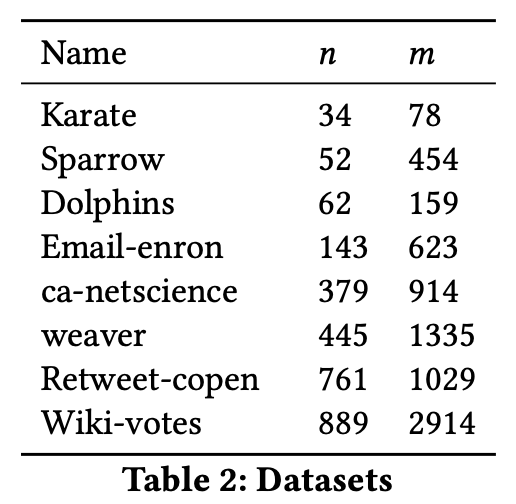 Name n m
Karate 34 78
Sparrow 52 454
Dolphins 62 159
Email-enron 143 623
ca-netscience 379 914
weaver 445 1335
Retweet-copen 761 1029
Wiki-votes 889 2914
Table 2: Datasets